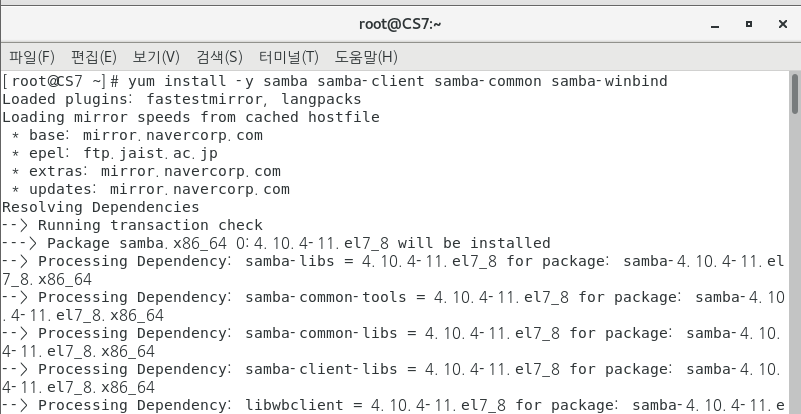 root@CS7:~
파일(F) 편집(E) 보기(V) 검색(S) 터미널(T) 도움말(H)
[root@CS7 ~]# yum install -y samba samba-client samba-common samba-winbind
Loaded plugins: fastestmirror, langpacks
Loading mirror speeds from cached hostfile
 * base: mirror.navercorp.com
 * epel: ftp.jaist.ac.jp
 * extras: mirror.navercorp.com
 * updates: mirror.navercorp.com
Resolving Dependencies
--> Running transaction check
---> Package samba.x86_64 0:4.10.4-11.el7_8 will be installed
--> Processing Dependency: samba-libs = 4.10.4-11.el7_8 for package: samba-4.10.4-11.el
7_8.x86_64
--> Processing Dependency: samba-common-tools = 4.10.4-11.el7_8 for package: samba-4.10
.4-11.el7_8.x86_64
--> Processing Dependency: samba-common-libs = 4.10.4-11.el7_8 for package: samba-4.10.
4-11.el7_8.x86_64
--> Processing Dependency: samba-client-libs = 4.10.4-11.el7_8 for package: samba-4.10.
4-11.el7_8.x86_64
--> Processing Dependency: libwbclient = 4.10.4-11.el7_8 for package: samba-4.10.4-11.e